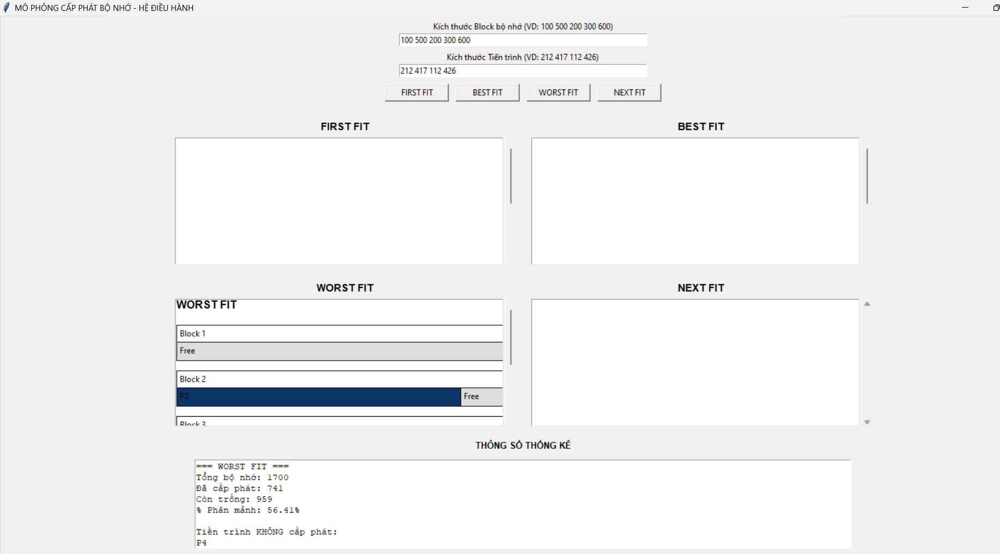 MÔ PHỎNG CẤP PHÁT BỘ NHỚ - HỆ ĐIỀU HÀNH
Kích thước Block bộ nhớ (VD: 100 500 200 300 600)
100 500 200 300 600
Kích thước Tiến trình (VD: 212 417 112 426)
212 417 112 426
FIRST FIT BEST FIT WORST FIT NEXT FIT
FIRST FIT
BEST FIT
WORST FIT
WORST FIT
Block 1
Free
Block 2
P2 Free
Block 3
NEXT FIT
THÔNG SỐ THỐNG KÊ
=== WORST FIT ===
Tổng bộ nhớ: 1700
Đã cấp phát: 741
Còn trống: 959
% Phân mảnh: 56.41%
Tiến trình KHÔNG cấp phát:
P4